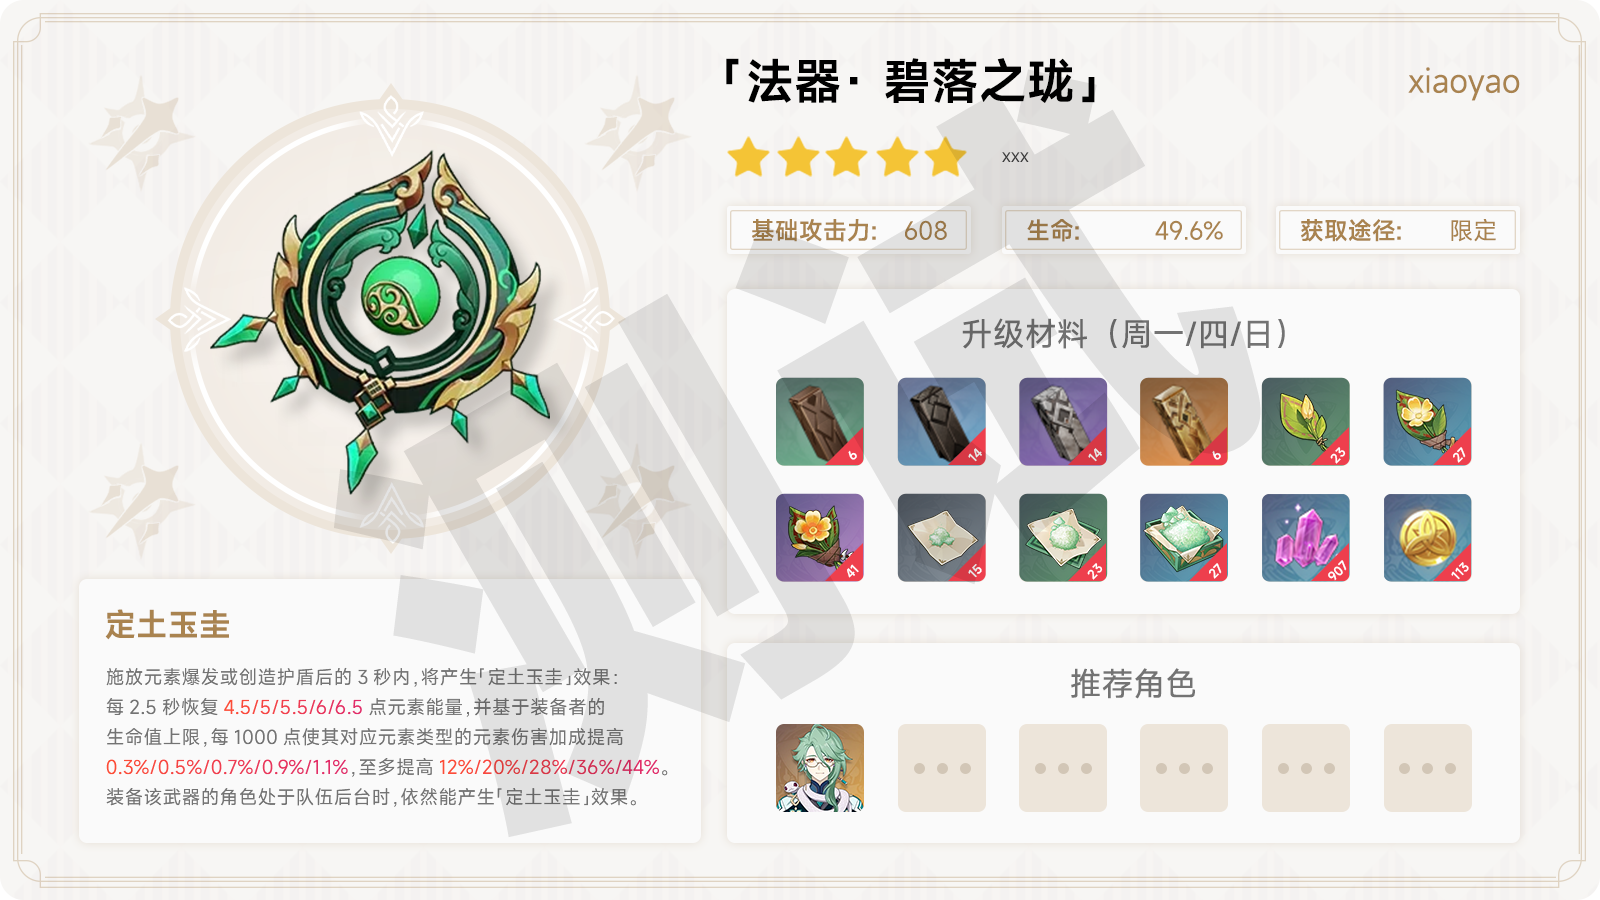 「法器· 碧落之珑」
xiaoyao
xxx
基础攻击力: 608
生命: 49.6%
获取途径: 限定
升级材料（周一/四/日）
6
14
14
6
23
27
41
15
23
27
907
113
定土玉圭
施放元素爆发或创造护盾后的 3 秒内,将产生「定土玉圭」效果:
每 2.5 秒恢复 4.5/5/5.5/6/6.5 点元素能量,并基于装备者的
生命值上限,每 1000 点使其对应元素类型的元素伤害加成提高
0.3%/0.5%/0.7%/0.9%/1.1%,至多提高 12%/20%/28%/36%/44%。
装备该武器的角色处于队伍后台时,依然能产生「定土玉圭」效果。
推荐角色
测试